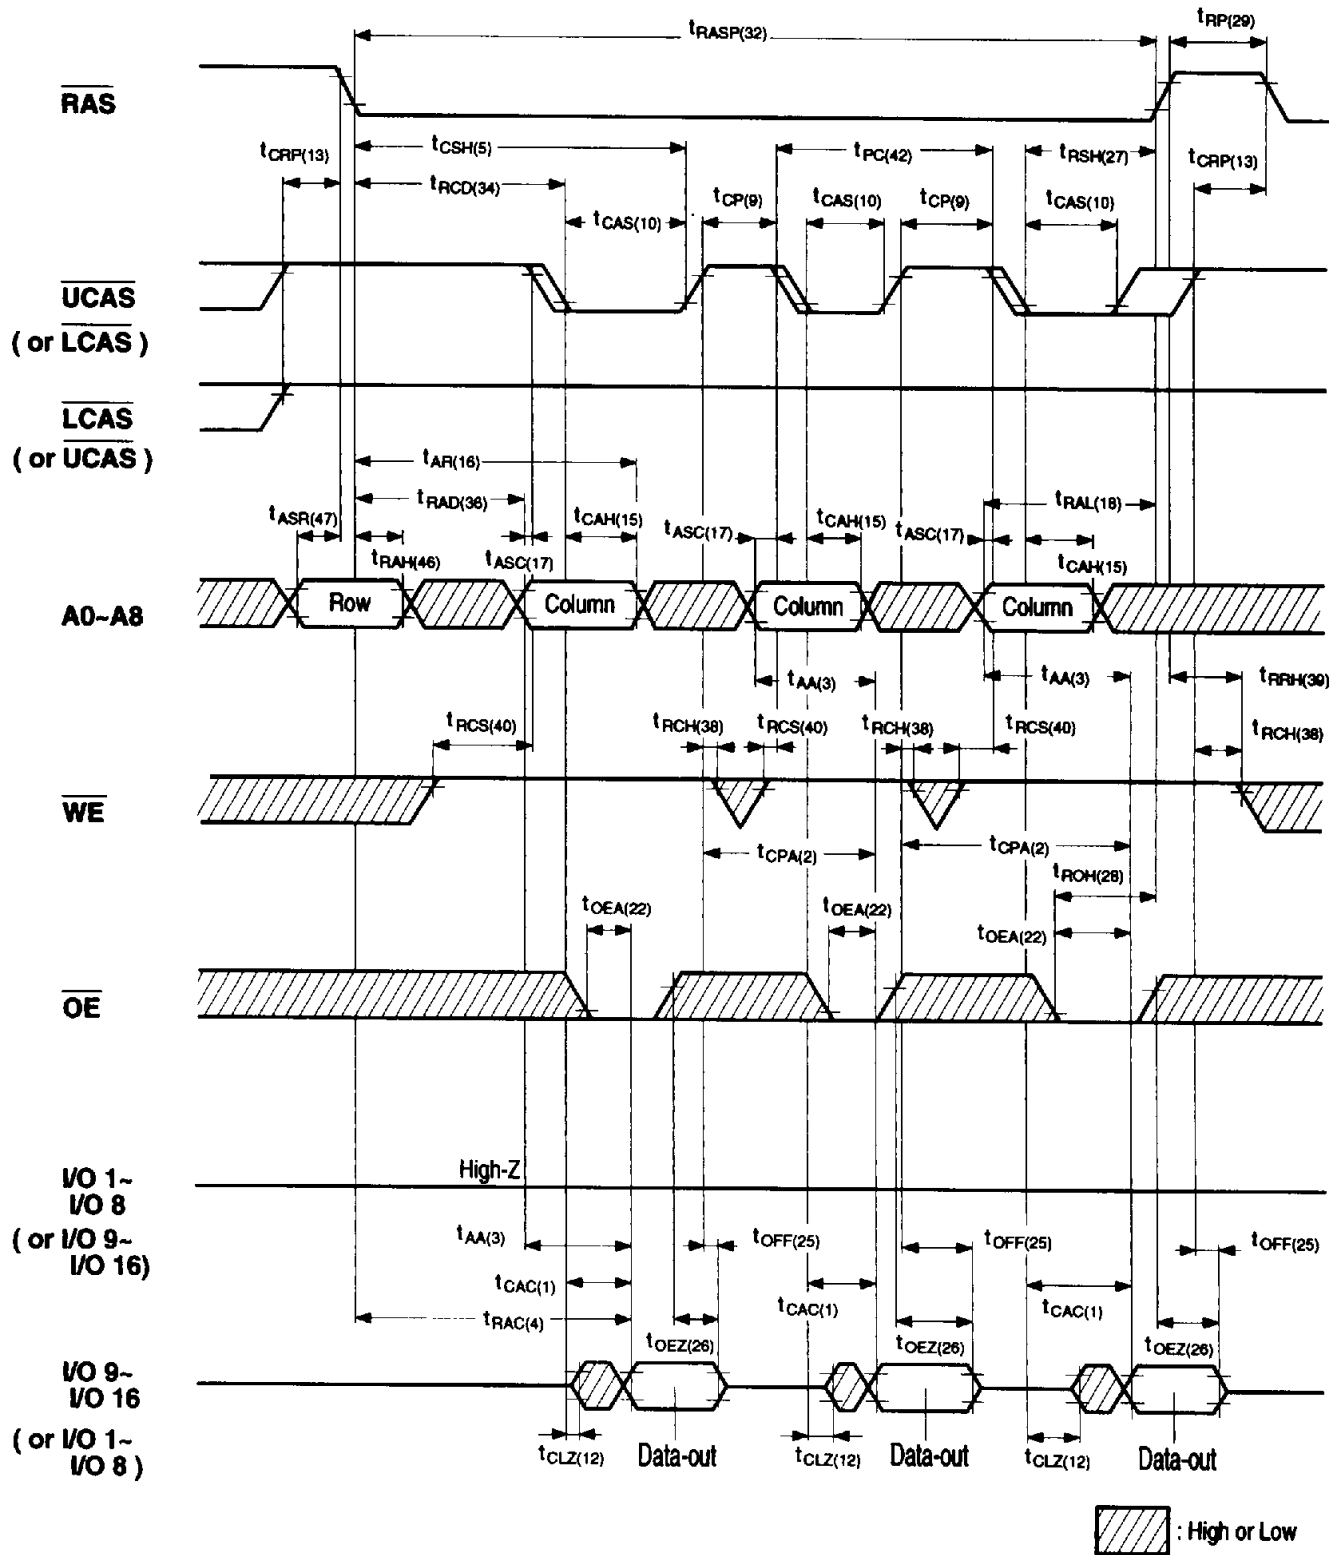 tRASP(32)
tRP(29)
RAS
tCRP(13)
tCSH(5)
tPC(42)
tRSH(27)
tCRP(13)
tRCD(34)
tCAS(10)
tCP(9)
tCAS(10)
tCP(9)
tCAS(10)
UCAS
( or LCAS )
LCAS
( or UCAS )
tAR(16)
tRAD(36)
tRAL(18)
tASR(47)
tCAH(15)
tASC(17)
tCAH(15)
tASC(17)
tRAH(46)
tASC(17)
tCAH(15)
A0~A8
Row
Column
Column
Column
tAA(3)
tAA(3)
tRRH(39)
tRCS(40)
tRCH(38)
tRCS(40)
tRCH(38)
tRCS(40)
tRCH(38)
WE
tCPA(2)
tCPA(2)
tROH(28)
tOEA(22)
tOEA(22)
tOEA(22)
OE
I/O 1~
I/O 8
( or I/O 9~
I/O 16)
High-Z
tAA(3)
tOFF(25)
tOFF(25)
tOFF(25)
tCAC(1)
tCAC(1)
tCAC(1)
tRAC(4)
tOEZ(26)
tOEZ(26)
tOEZ(26)
I/O 9~
I/O 16
( or I/O 1~
I/O 8 )
tCLZ(12)
Data-out
tCLZ(12)
Data-out
tCLZ(12)
Data-out
: High or Low